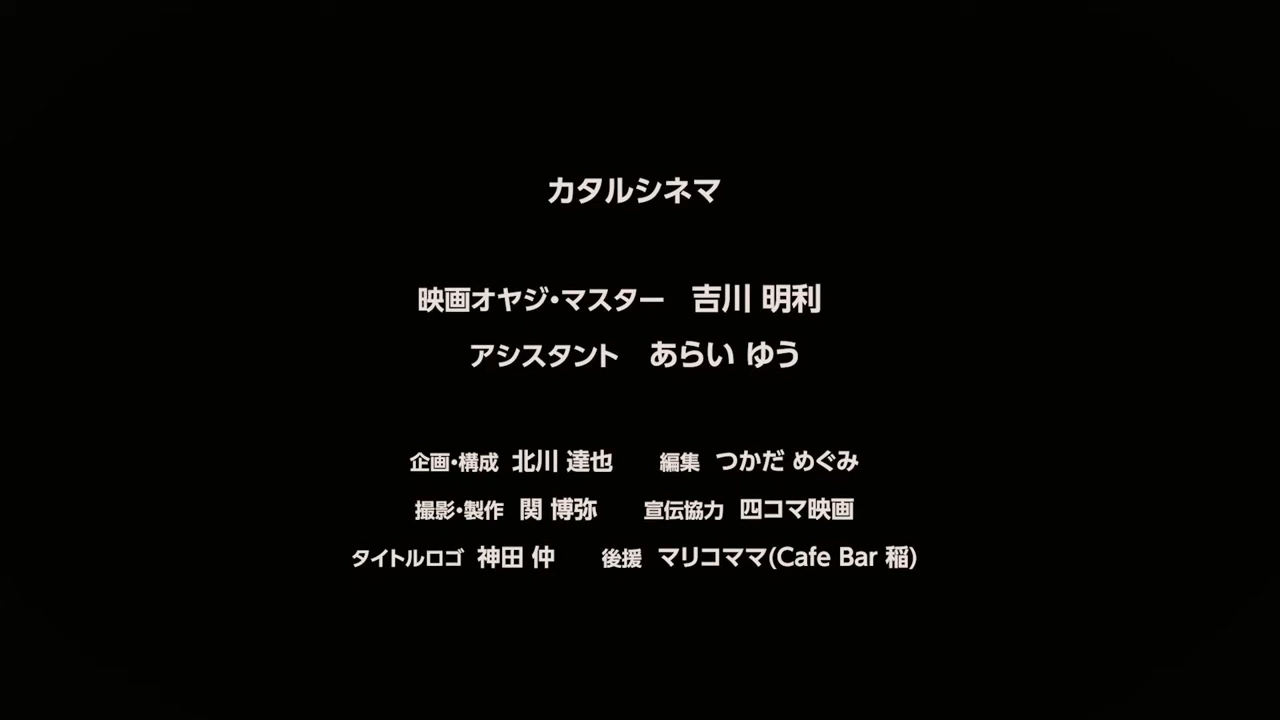 カタルシネマ
映画オヤジ・マスター 吉川 明利
アシスタント あらい ゆう
企画・構成 北川 達也 編集 つかだ めぐみ
撮影・製作 関 博弥 宣伝協力 四コマ映画
タイトルロゴ 神田 仲 後援 マリコママ(Cafe Bar 稲)